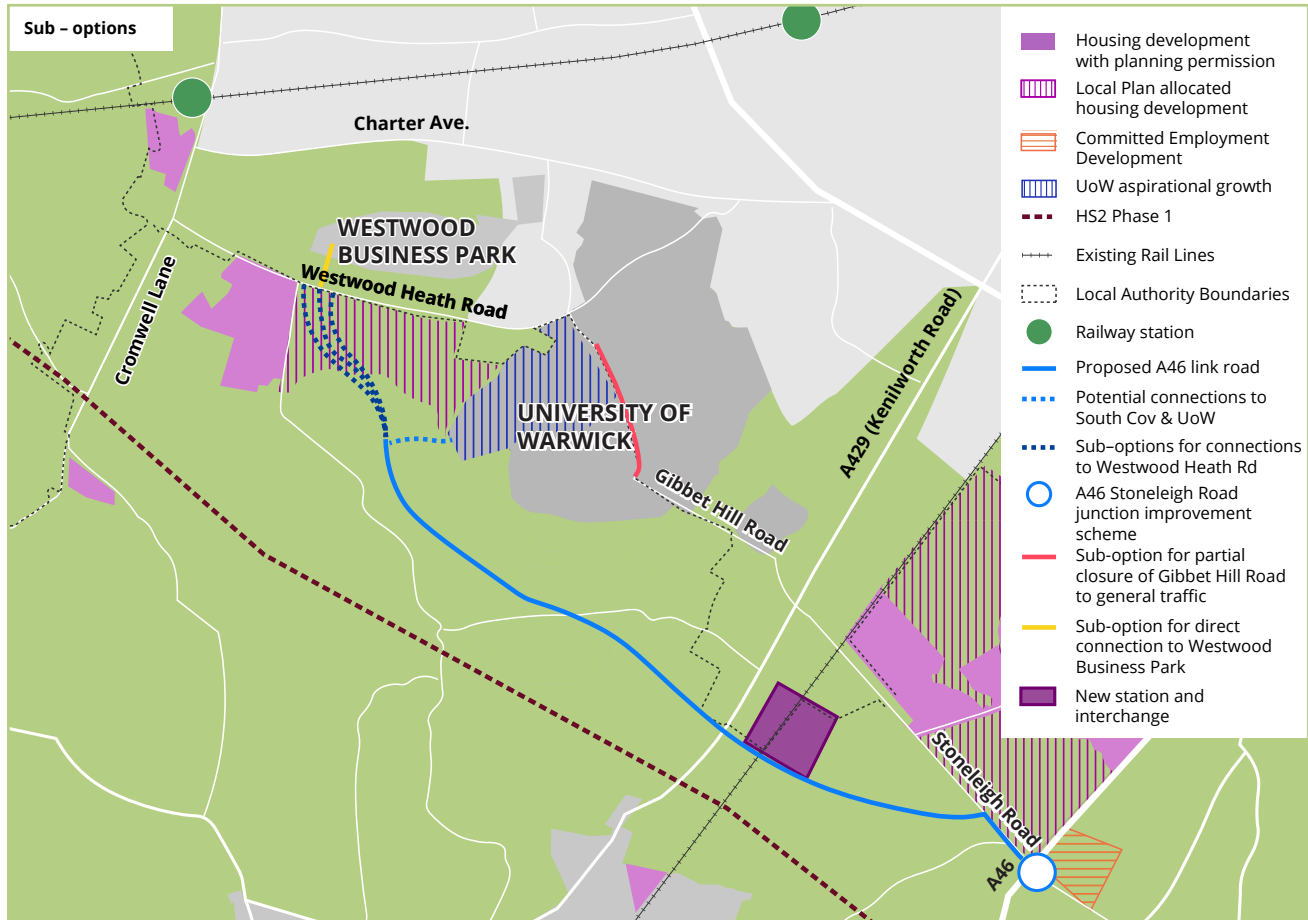 Sub – options
Charter Ave.
WESTWOOD
BUSINESS PARK
Westwood Heath Road
Cromwell Lane
UNIVERSITY OF
WARWICK
A429 (Kenilworth Road)
Gibbet Hill Road
Stoneleigh Road
A46
Housing development
with planning permission
Local Plan allocated
housing development
Committed Employment
Development
UoW aspirational growth
HS2 Phase 1
Existing Rail Lines
Local Authority Boundaries
Railway station
Proposed A46 link road
Potential connections to
South Cov & UoW
Sub–options for connections
to Westwood Heath Rd
A46 Stoneleigh Road
junction improvement
scheme
Sub-option for partial
closure of Gibbet Hill Road
to general traffic
Sub-option for direct
connection to Westwood
Business Park
New station and
interchange